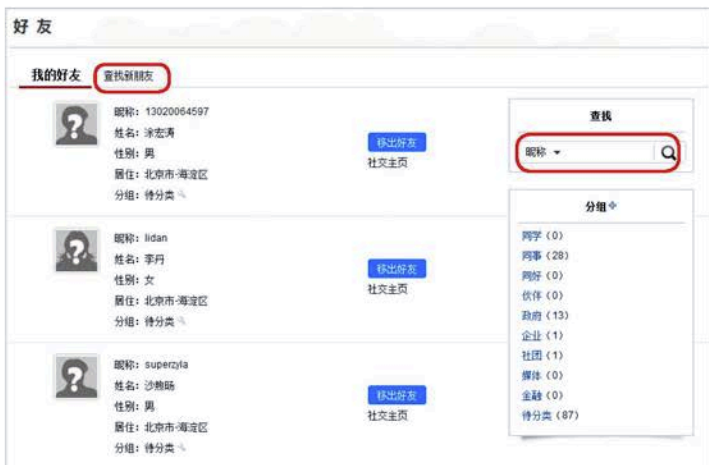 好友
我的好友 查找新朋友
昵称：13020064597
姓名：涂宏涛
性别：男
居住：北京市-海淀区
分组：待分类
移出好友
社交主页
昵称：lidan
姓名：李丹
性别：女
居住：北京市-海淀区
分组：待分类
移出好友
社交主页
昵称：superzyla
姓名：沙
性别：男
居住：北京市-海淀区
分组：待分类
移出好友
社交主页
查找
昵称
分组
同学（0）
同事（28）
同好（0）
伙伴（0）
政府（13）
企业（1）
社团（1）
媒体（0）
金融（0）
待分类（87）